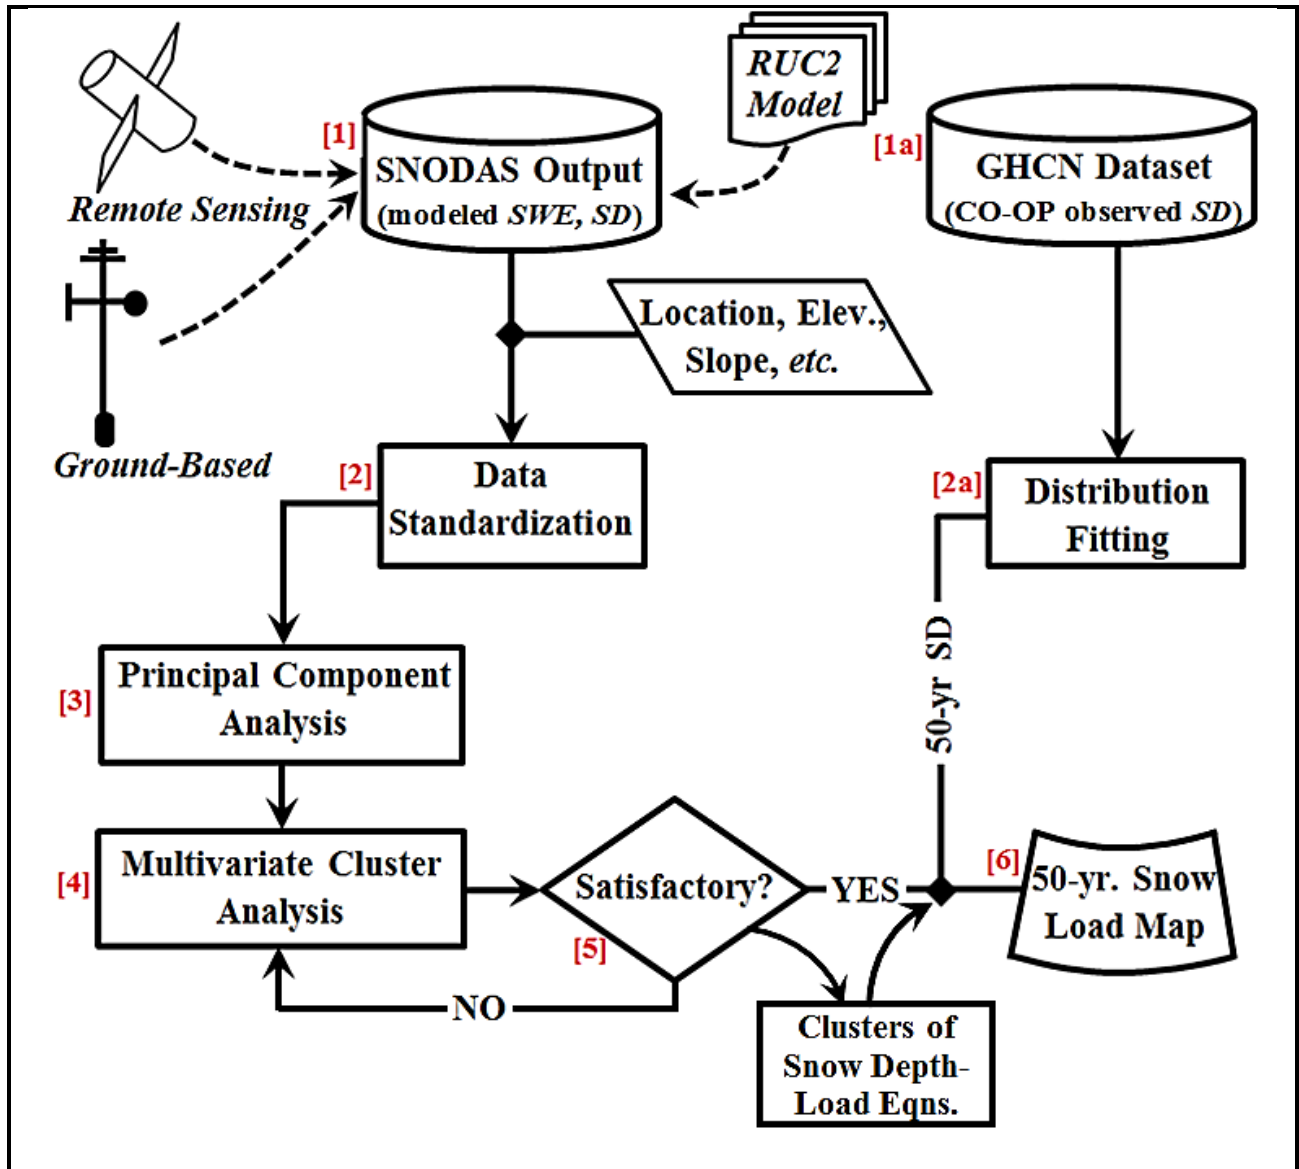 RUC2
Model
[1]
[1a]
SNODAS Output
(modeled SWE, SD)
GHCN Dataset
(CO-OP observed SD)
Remote Sensing
Location, Elev.,
Slope, etc.
Ground-Based
[2]
Data
Standardization
[2a]
Distribution
Fitting
50-yr SD
[3]
Principal Component
Analysis
[4]
Multivariate Cluster
Analysis
Satisfactory?
[5]
YES
NO
[6]
50-yr. Snow
Load Map
Clusters of
Snow Depth-
Load Eqns.